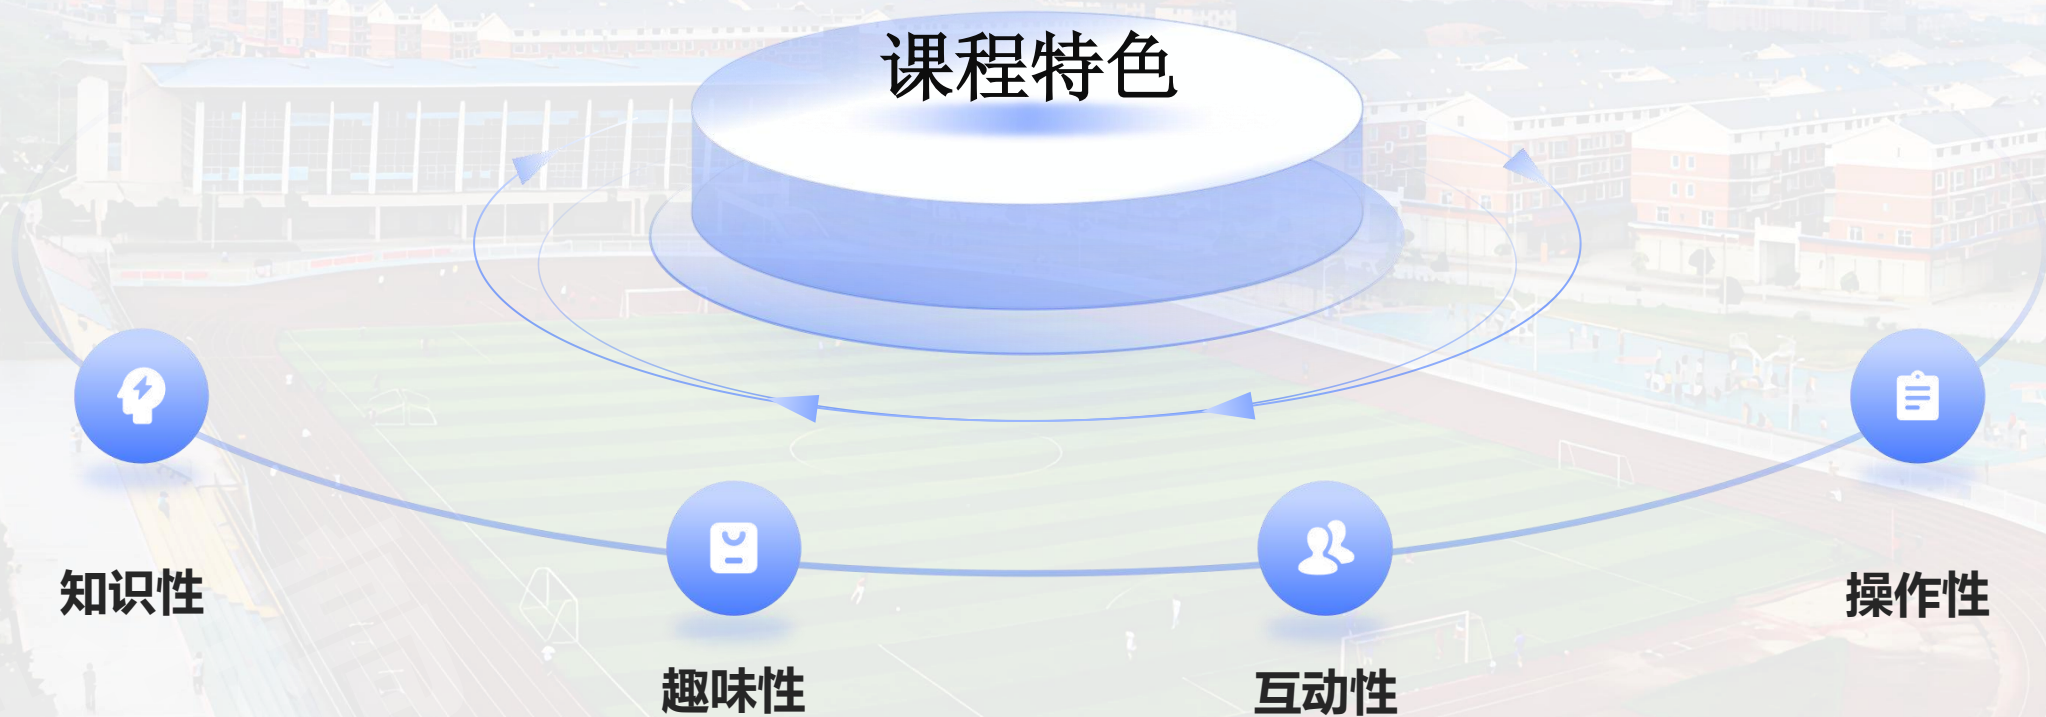 课程特色
知识性
趣味性
互动性
操作性